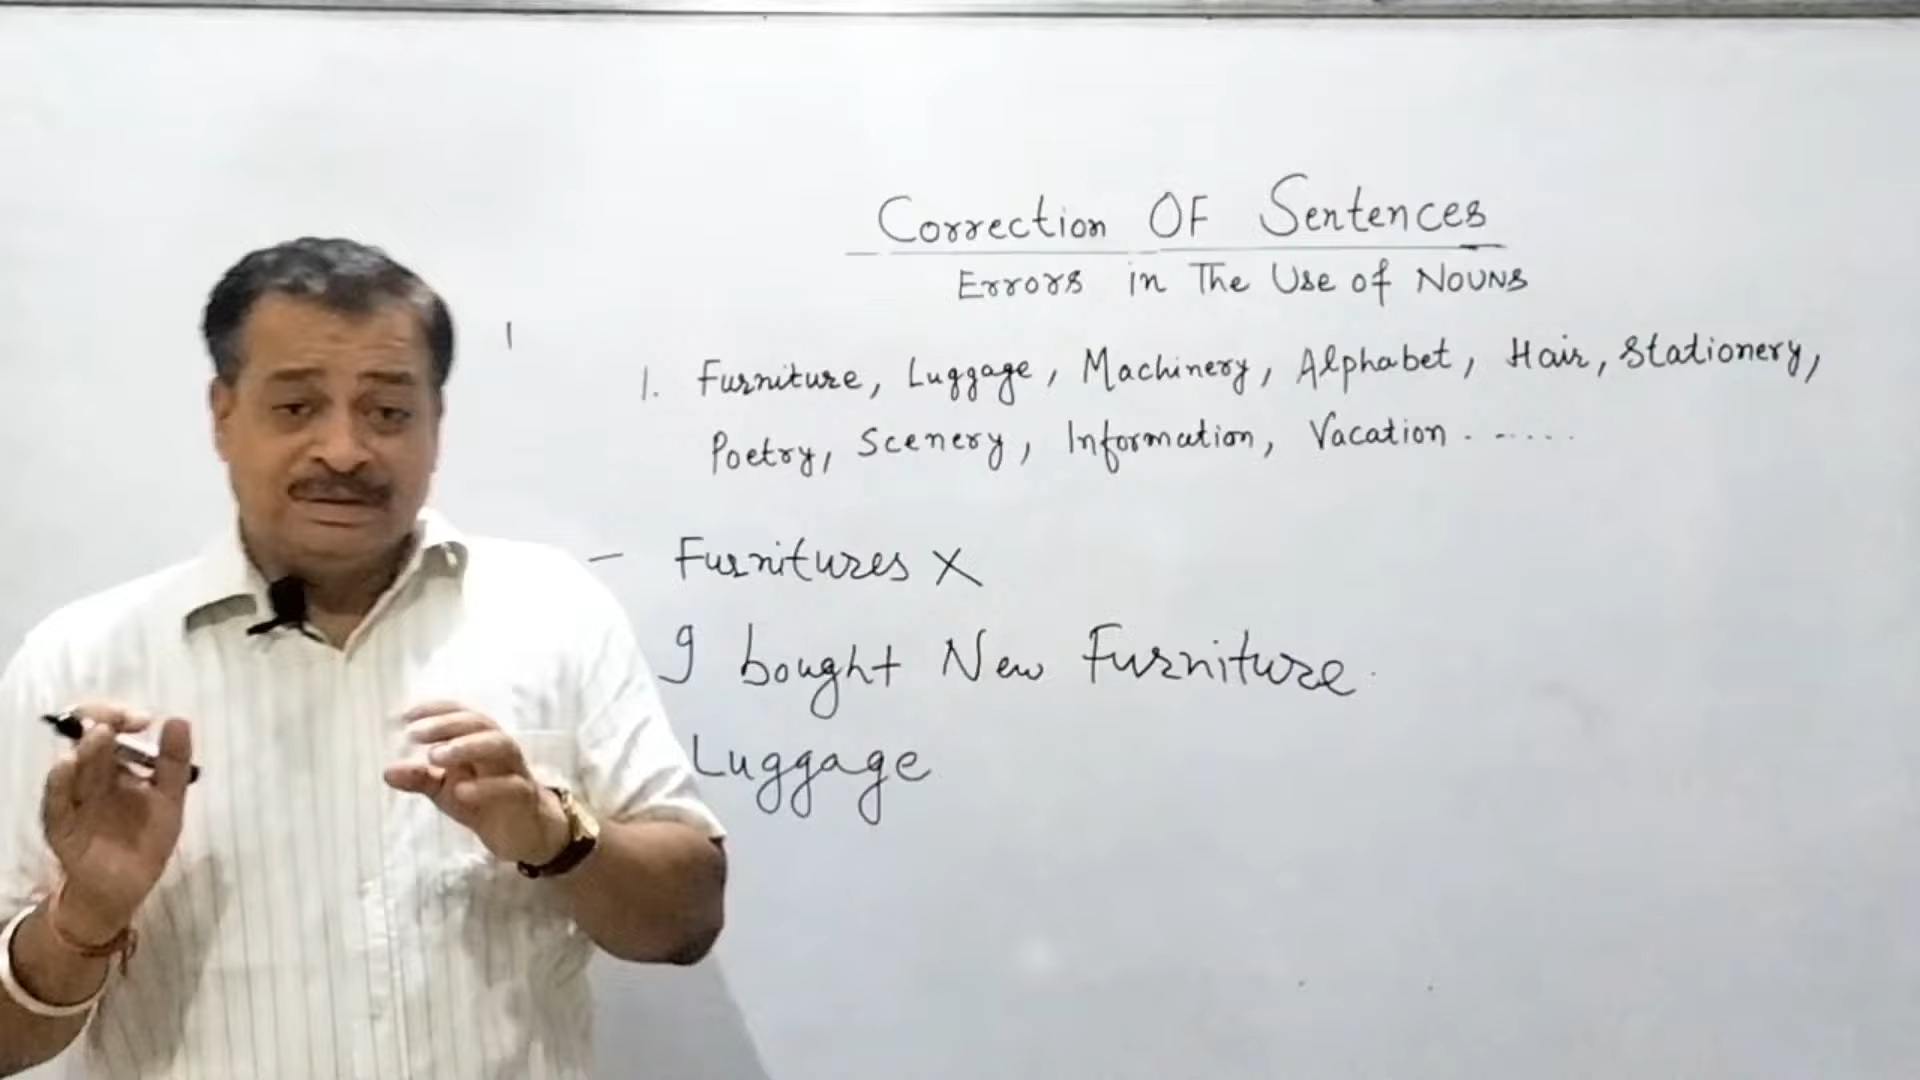 Correction OF Sentences
Errors in The Use of NOUNS
1. Furniture, Luggage, Machinery, Alphabet, Hair, Stationery,
Poetry, Scenery, Information, Vacation . ......
– Furnitures X
I bought New Furniture.
Luggage